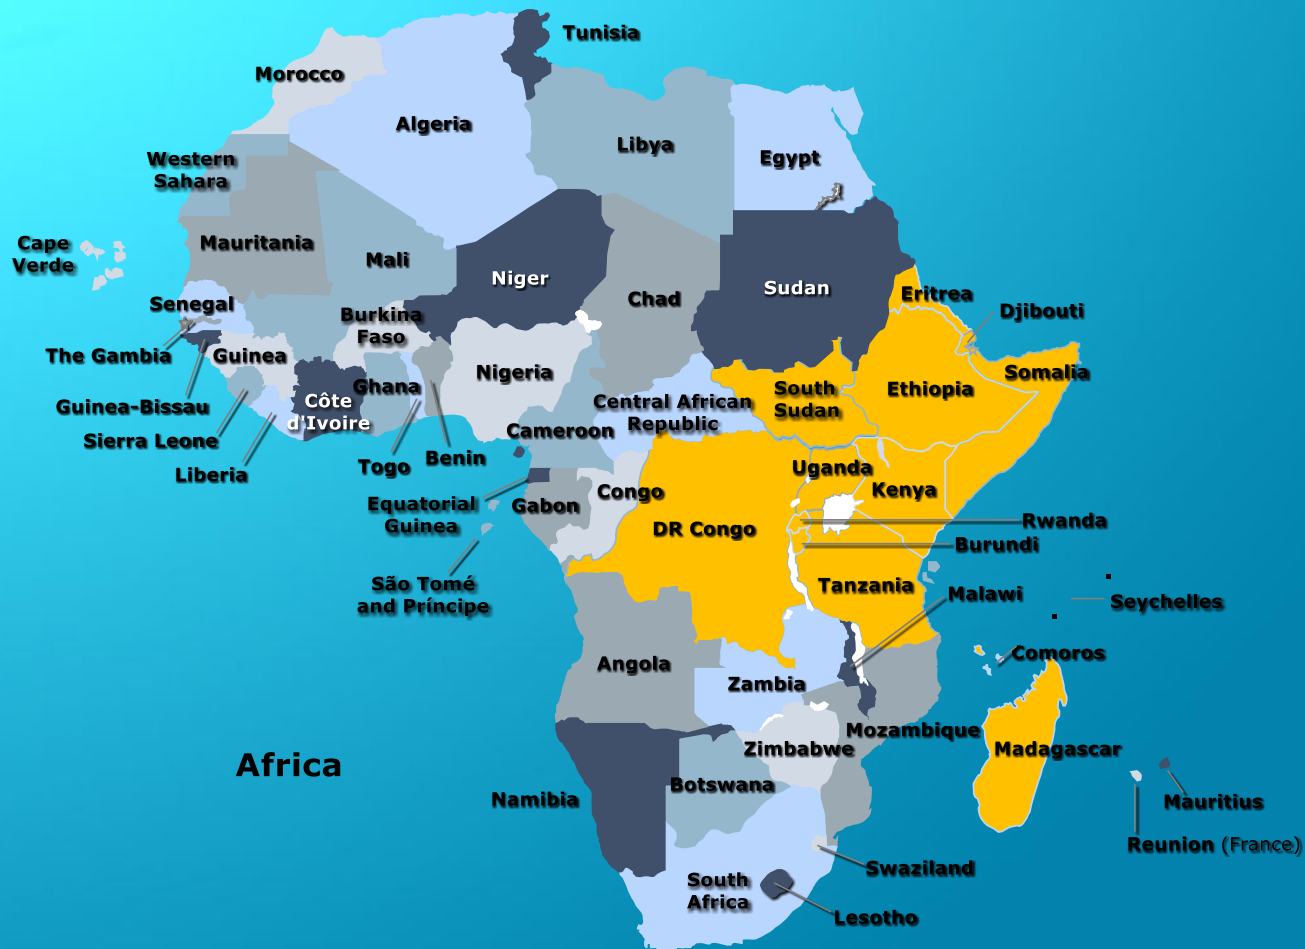 Tunisia
Morocco
Algeria
Libya
Egypt
Western
Sahara
Cape
Verde
Mauritania
Mali
Niger
Chad
Sudan
Eritrea
Djibouti
Senegal
Burkina
Faso
The Gambia
Guinea
Nigeria
Somalia
Ethiopia
South
Sudan
Ghana
Guinea-Bissau
Côte
d'Ivoire
Central African
Republic
Cameroon
Sierra Leone
Liberia
Togo
Benin
Uganda
Kenya
Equatorial
Guinea
Gabon
Congo
DR Congo
Rwanda
Burundi
São Tomé
and Príncipe
Tanzania
Malawi
Seychelles
Comoros
Angola
Zambia
Mozambique
Madagascar
Zimbabwe
Africa
Botswana
Namibia
Mauritius
Reunion (France)
Swaziland
South
Africa
Lesotho